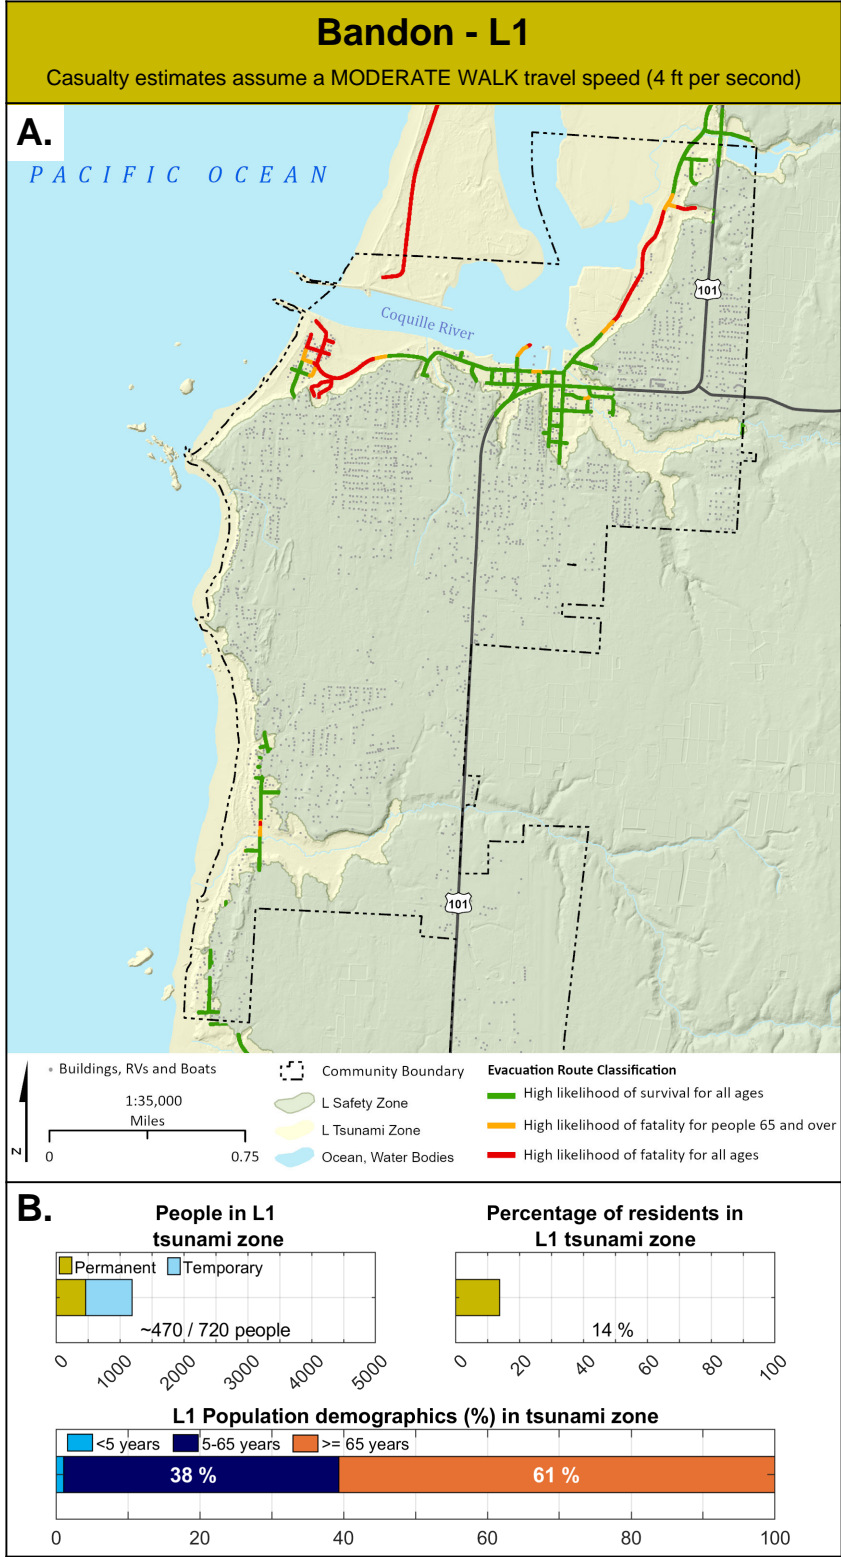 Bandon - L1
Casualty estimates assume a MODERATE WALK travel speed (4 ft per second)
A.
PACIFIC OCEAN
101
Coquille River
101
Buildings, RVs and Boats
1:35,000
Miles
0 0.75
N
Community Boundary
L Safety Zone
L Tsunami Zone
Ocean, Water Bodies
Evacuation Route Classification
High likelihood of survival for all ages
High likelihood of fatality for people 65 and over
High likelihood of fatality for all ages
B.
People in L1
tsunami zone
Permanent Temporary
~470 / 720 people
0 1000 2000 3000 4000 5000
Percentage of residents in
L1 tsunami zone
14 %
0 20 40 60 80 100
L1 Population demographics (%) in tsunami zone
<5 years 5-65 years >= 65 years
38 % 61 %
0 20 40 60 80 100